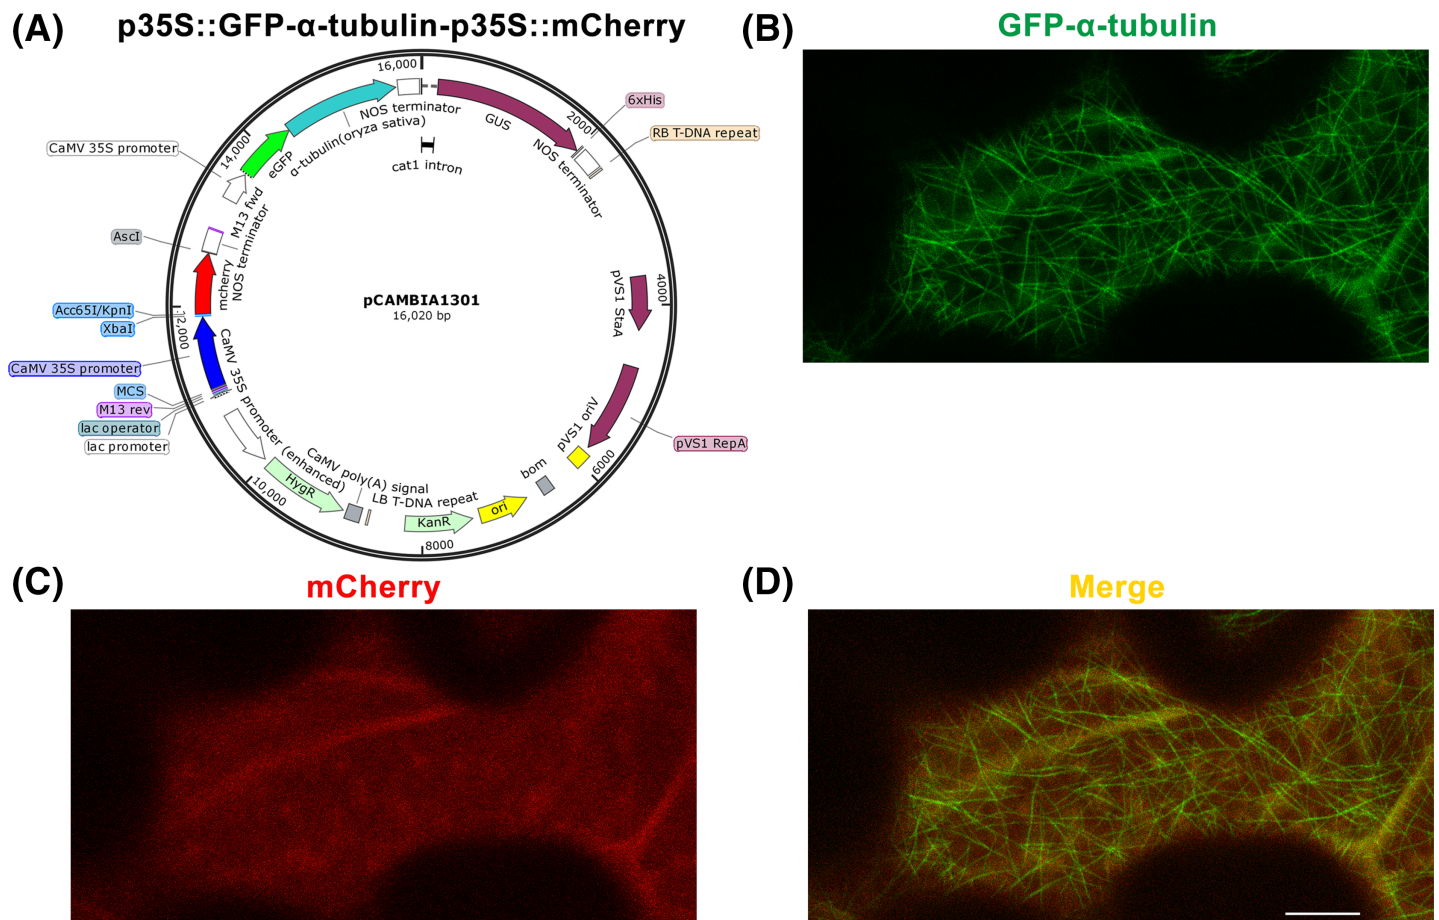 (A)
p35S::GFP-α-tubulin-p35S::mCherry
16,000
GUS
6xHis
2000
RB T-DNA repeat
NOS terminator
NOS terminator
α-tubulin(oryza sativa)
cat1 intron
CaMV 35S promoter
14,000
eGFP
M13 fwd
NOS terminator
AscI
mcherry
Acc65I/KpnI
XbaI
12,000
CaMV 35S promoter
MCS
M13 rev
lac operator
lac promoter
CaMV 35S promoter (enhanced)
pCAMBIA1301
16,020 bp
pVS1 StaA
4000
pVS1 oriV
pVS1 RepA
6000
bom
ori
KanR
8000
LB T-DNA repeat
CaMV poly(A) signal
HygR
10,000
(B)
GFP-α-tubulin
(C)
mCherry
(D)
Merge